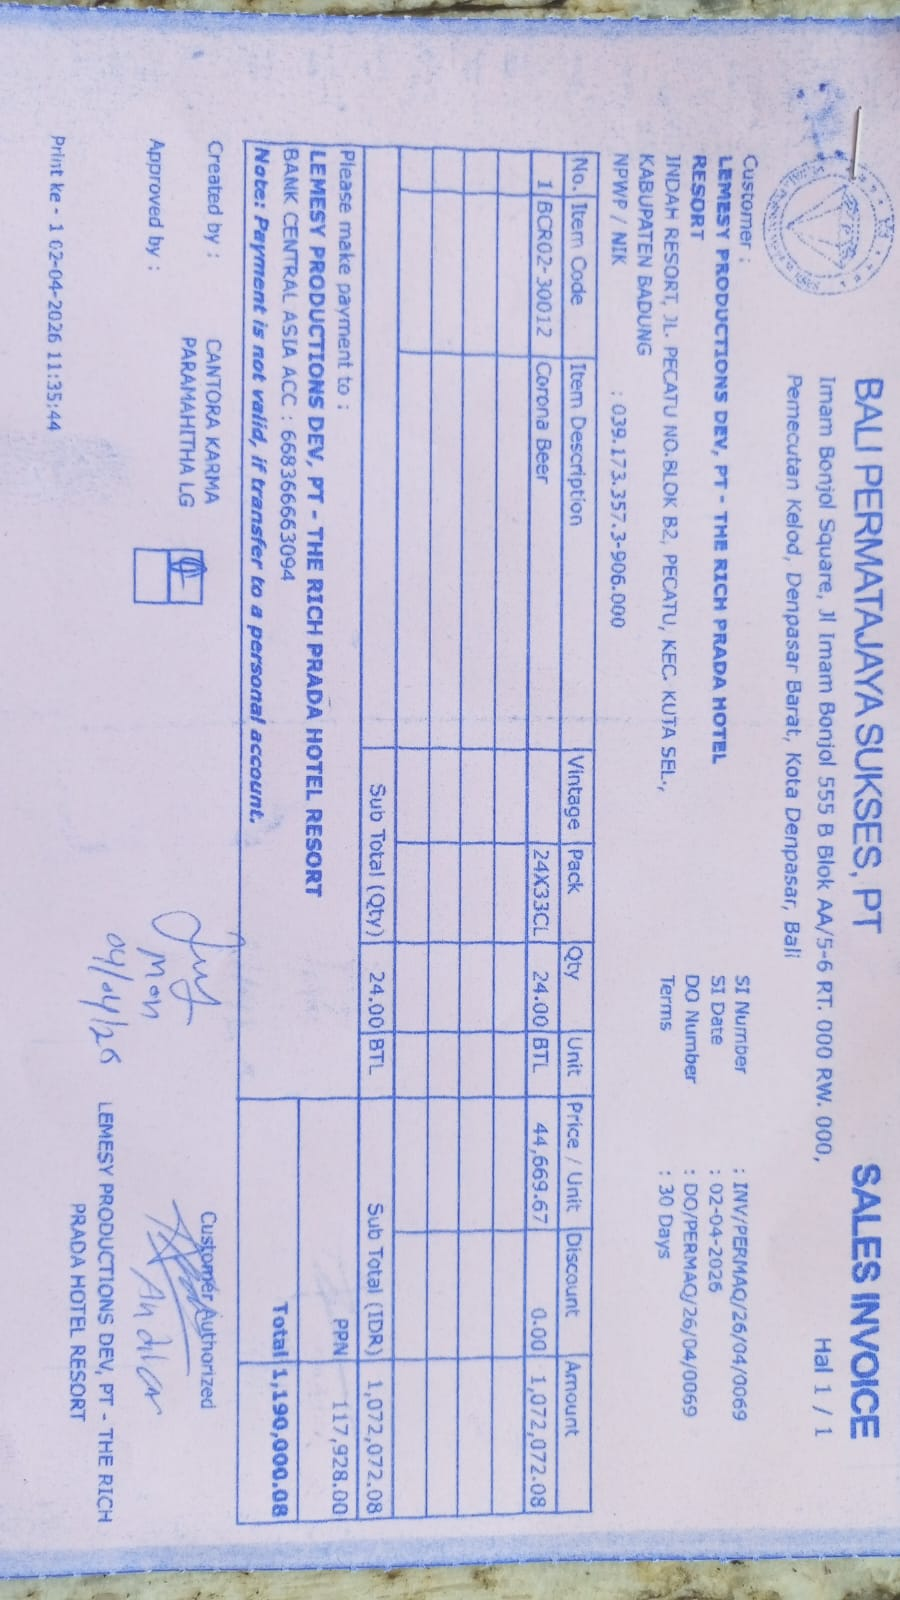 BALI PERMATAJAYA SUKSES, PT
SALES INVOICE
Imam Bonjol Square, Jl Imam Bonjol 555 B Blok AA/5-6 RT. 000 RW. 000,
Hal 1 / 1
Pemecutan Kelod, Denpasar Barat, Kota Denpasar, Bali
Customer :
LEMESY PRODUCTIONS DEV, PT - THE RICH PRADA HOTEL
RESORT
INDAH RESORT, JL. PECATU NO.BLOK B2, PECATU, KEC. KUTA SEL.,
KABUPATEN BADUNG
NPWP / NIK : 039.173.357.3-906.000
SI Number : INV/PERMAQ/26/04/0069
SI Date : 02-04-2026
DO Number : DO/PERMAQ/26/04/0069
Terms : 30 Days
No. Item Code Item Description Vintage Pack Qty Unit Price / Unit Discount Amount
1 BCR02-30012 Corona Beer 24X33CL 24.00 BTL 44,669.67 0.00 1,072,072.08
Sub Total (Qty) 24.00 BTL Sub Total (IDR) 1,072,072.08
Please make payment to :
PPN 117,928.00
LEMESY PRODUCTIONS DEV, PT - THE RICH PRADA HOTEL RESORT
BANK CENTRAL ASIA ACC : 66836663094
Total 1,190,000.08
Note: Payment is not valid, if transfer to a personal account.
Created by : CANTORA KARMA
PARAMAHITHA LG
Customer Authorized
Approved by :
04/04/26
LEMESY PRODUCTIONS DEV, PT - THE RICH
PRADA HOTEL RESORT
Print ke - 1 02-04-2026 11:35:44